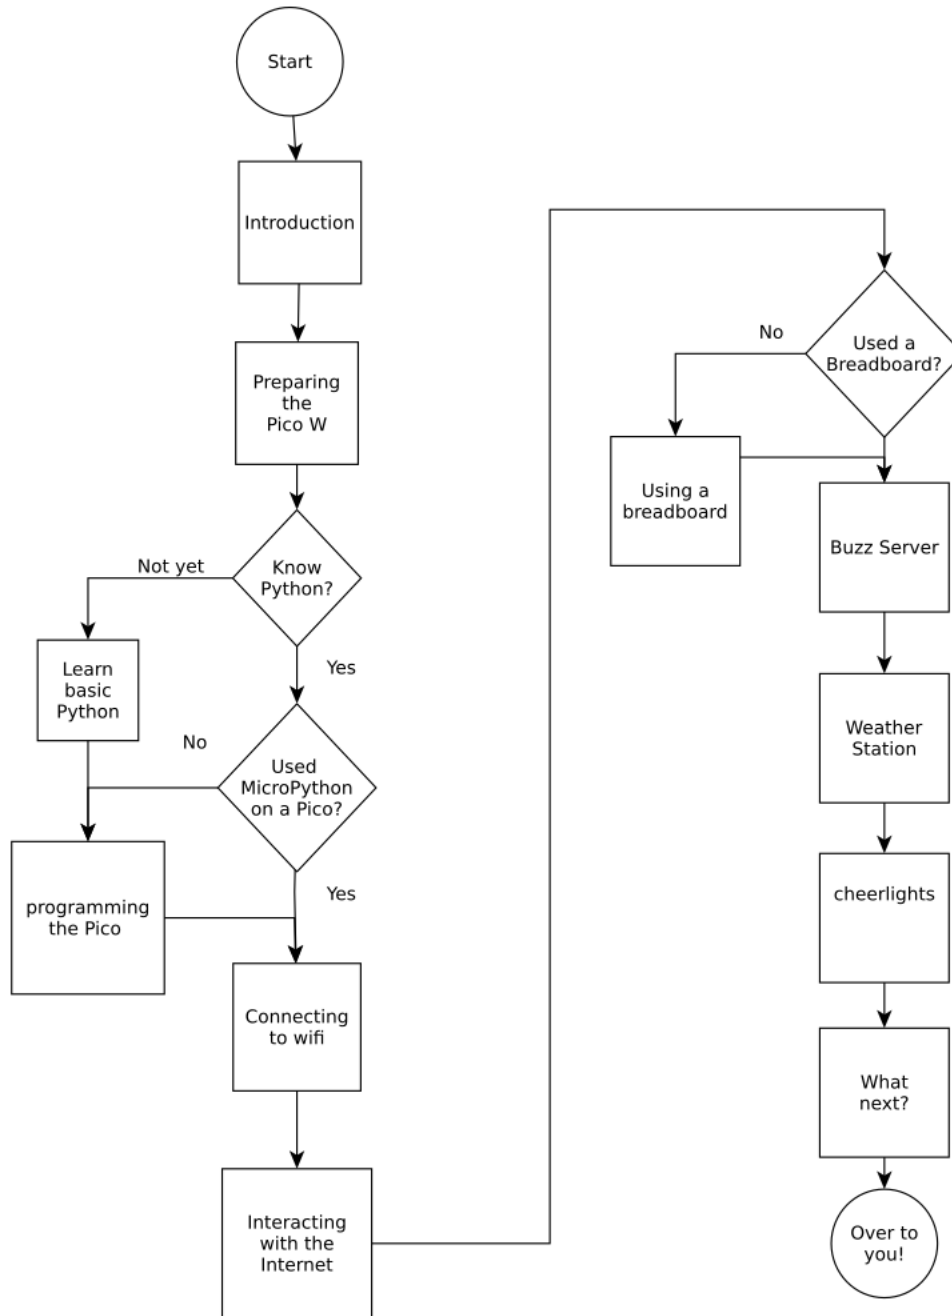 Start
Introduction
Preparing
the
Pico W
Know
Python?
Not yet
Yes
Learn
basic
Python
No
Used
MicroPython
on a Pico?
Yes
programming
the Pico
Connecting
to wifi
Interacting
with the
Internet
Used a
Breadboard?
No
Using a
breadboard
Buzz Server
Weather
Station
cheerlights
What
next?
Over to
you!